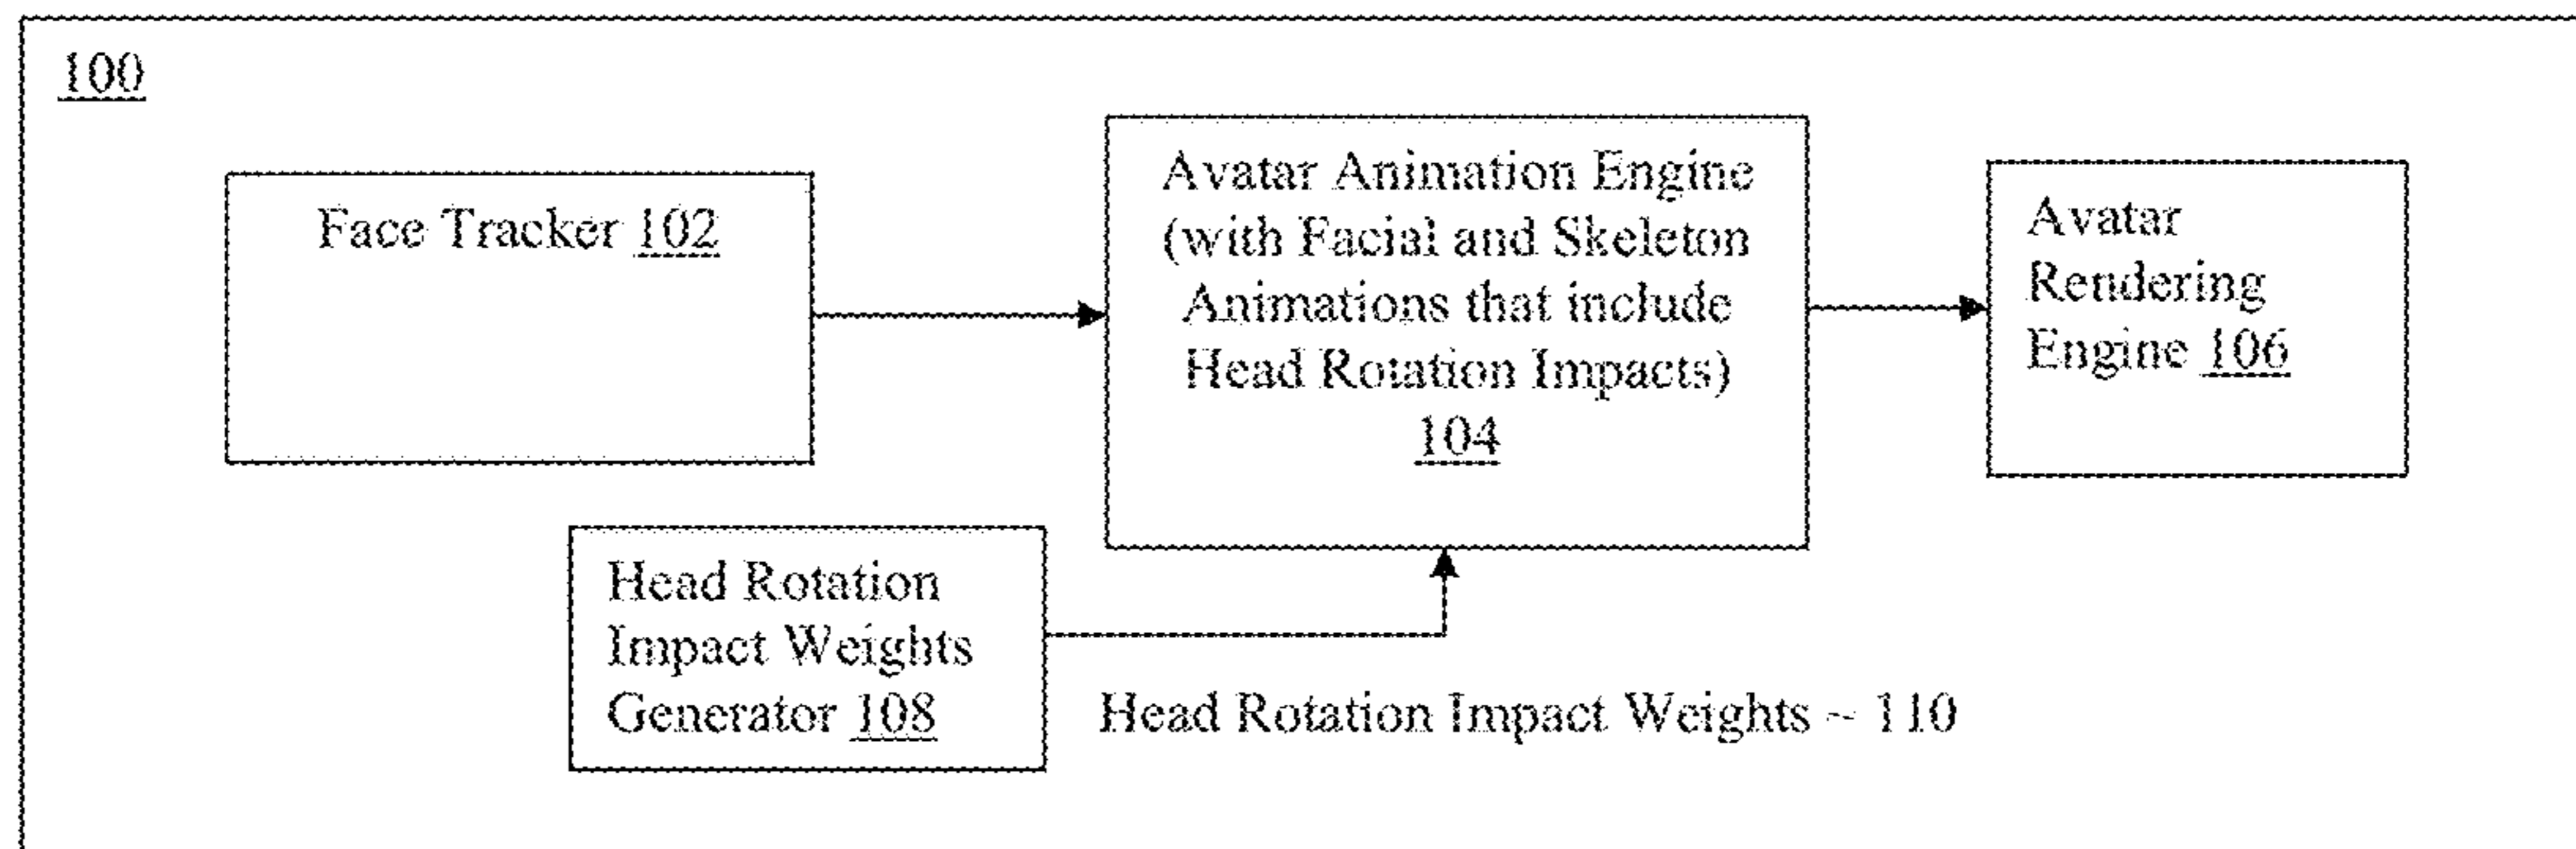 100
Face Tracker 102
Avatar Animation Engine
(with Facial and Skeleton
Animations that include
Head Rotation Impacts)
104
Avatar
Rendering
Engine 106
Head Rotation
Impact Weights
Generator 108
Head Rotation Impact Weights – 110